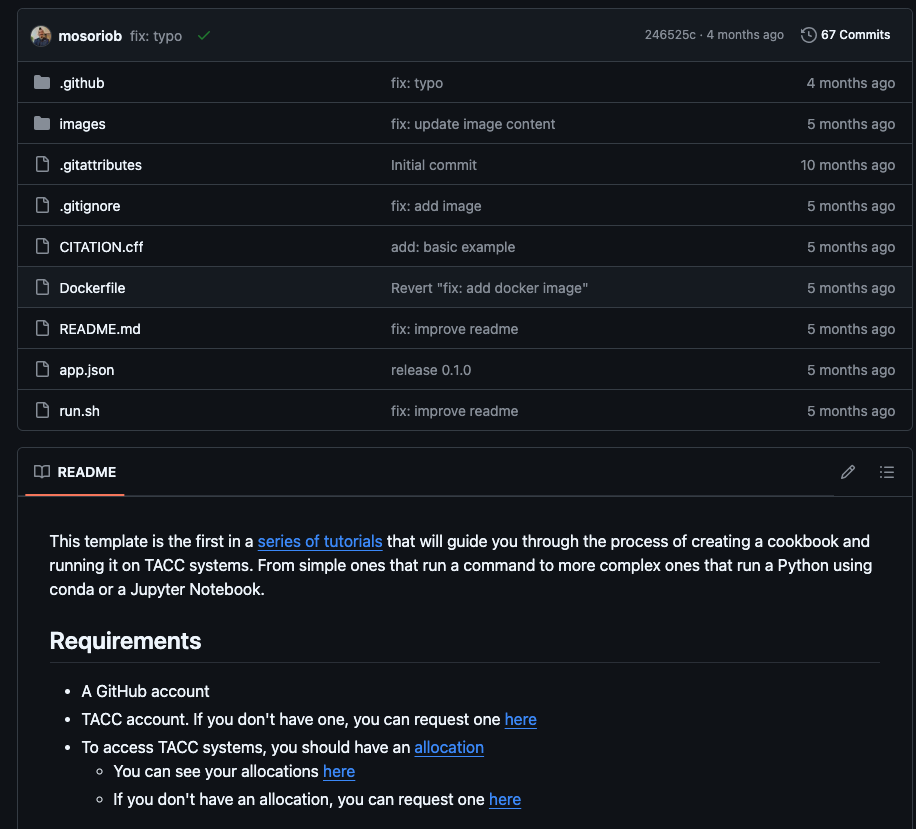 mosoriob fix: typo 246525c · 4 months ago 67 Commits
.github fix: typo 4 months ago
images fix: update image content 5 months ago
.gitattributes Initial commit 10 months ago
.gitignore fix: add image 5 months ago
CITATION.cff add: basic example 5 months ago
Dockerfile Revert "fix: add docker image" 5 months ago
README.md fix: improve readme 5 months ago
app.json release 0.1.0 5 months ago
run.sh fix: improve readme 5 months ago
README
This template is the first in a series of tutorials that will guide you through the process of creating a cookbook and
running it on TACC systems. From simple ones that run a command to more complex ones that run a Python using
conda or a Jupyter Notebook.
Requirements
• A GitHub account
• TACC account. If you don't have one, you can request one here
• To access TACC systems, you should have an allocation
◦ You can see your allocations here
◦ If you don't have an allocation, you can request one here